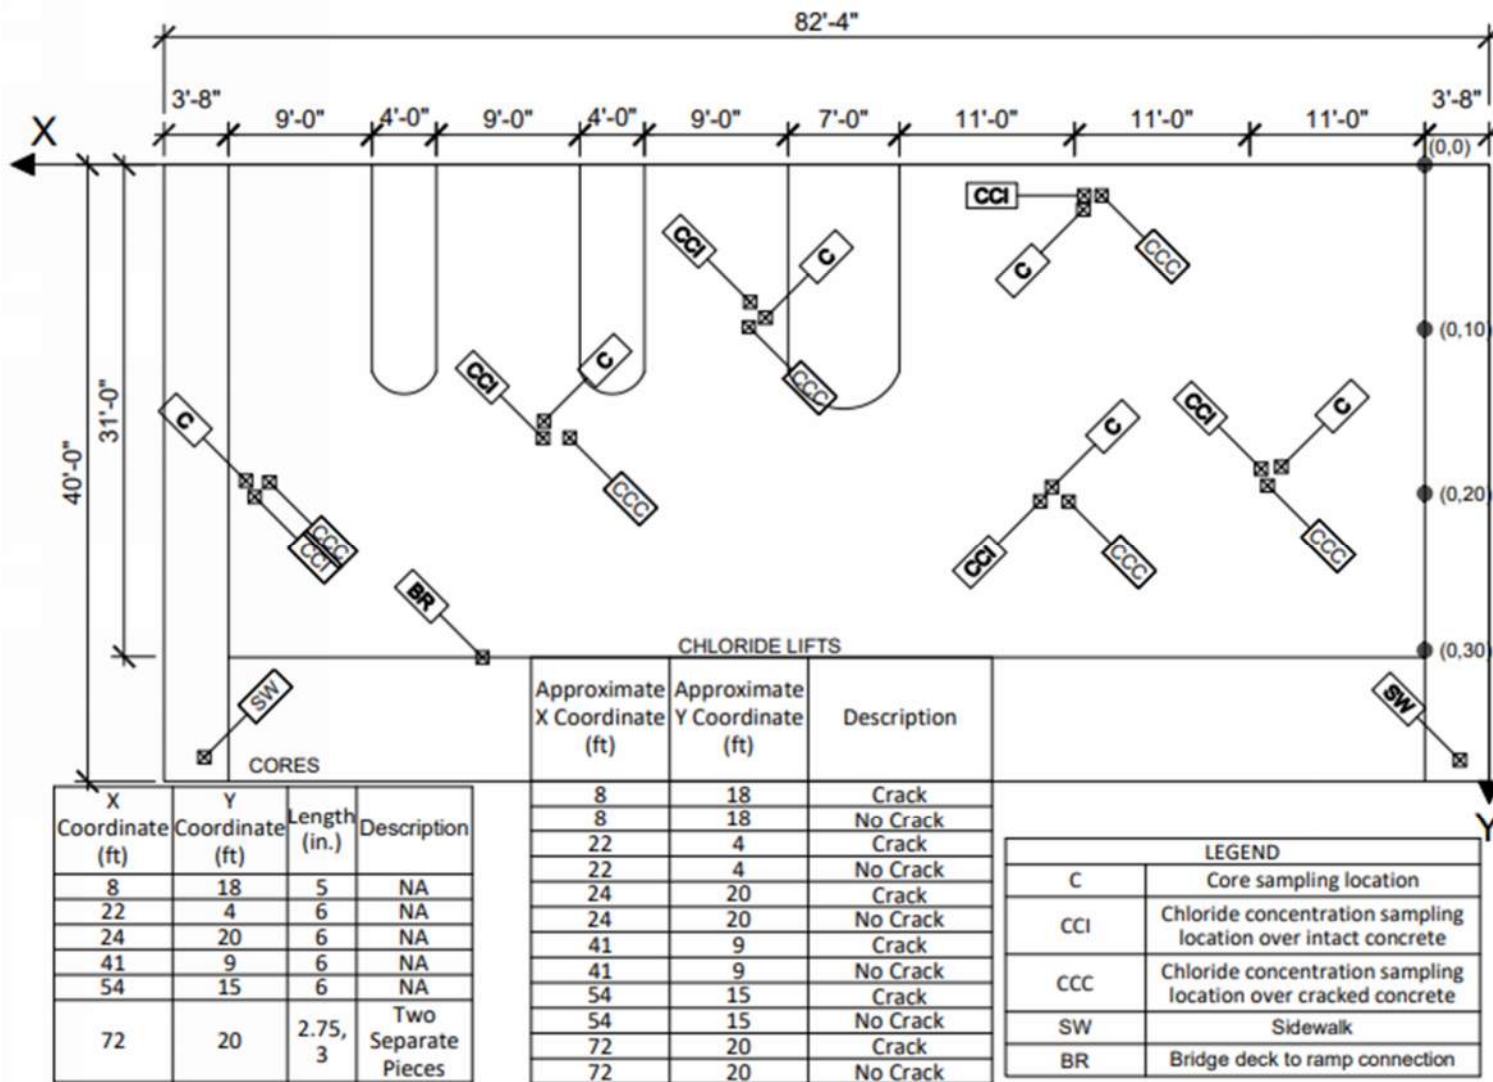 82'-4"
3'-8"
9'-0"
4'-0"
9'-0"
4'-0"
9'-0"
7'-0"
11'-0"
11'-0"
11'-0"
3'-8"
X
(0,0)
CCI
C
CCC
CCI
C
CCC
(0,10)
CCI
C
CCC
C
CCC
CCI
31'-0"
40'-0"
C
CCI
CCC
CCI
C
CCC
(0,20)
BR
CHLORIDE LIFTS
(0,30)
SW
SW
CORES
Y
X Coordinate (ft) Y Coordinate (ft) Length (in.) Description
8 18 5 NA
22 4 6 NA
24 20 6 NA
41 9 6 NA
54 15 6 NA
72 20 2.75, 3 Two Separate Pieces
Approximate X Coordinate (ft) Approximate Y Coordinate (ft) Description
8 18 Crack
8 18 No Crack
22 4 Crack
22 4 No Crack
24 20 Crack
24 20 No Crack
41 9 Crack
41 9 No Crack
54 15 Crack
54 15 No Crack
72 20 Crack
72 20 No Crack
LEGEND
C Core sampling location
CCI Chloride concentration sampling location over intact concrete
CCC Chloride concentration sampling location over cracked concrete
SW Sidewalk
BR Bridge deck to ramp connection